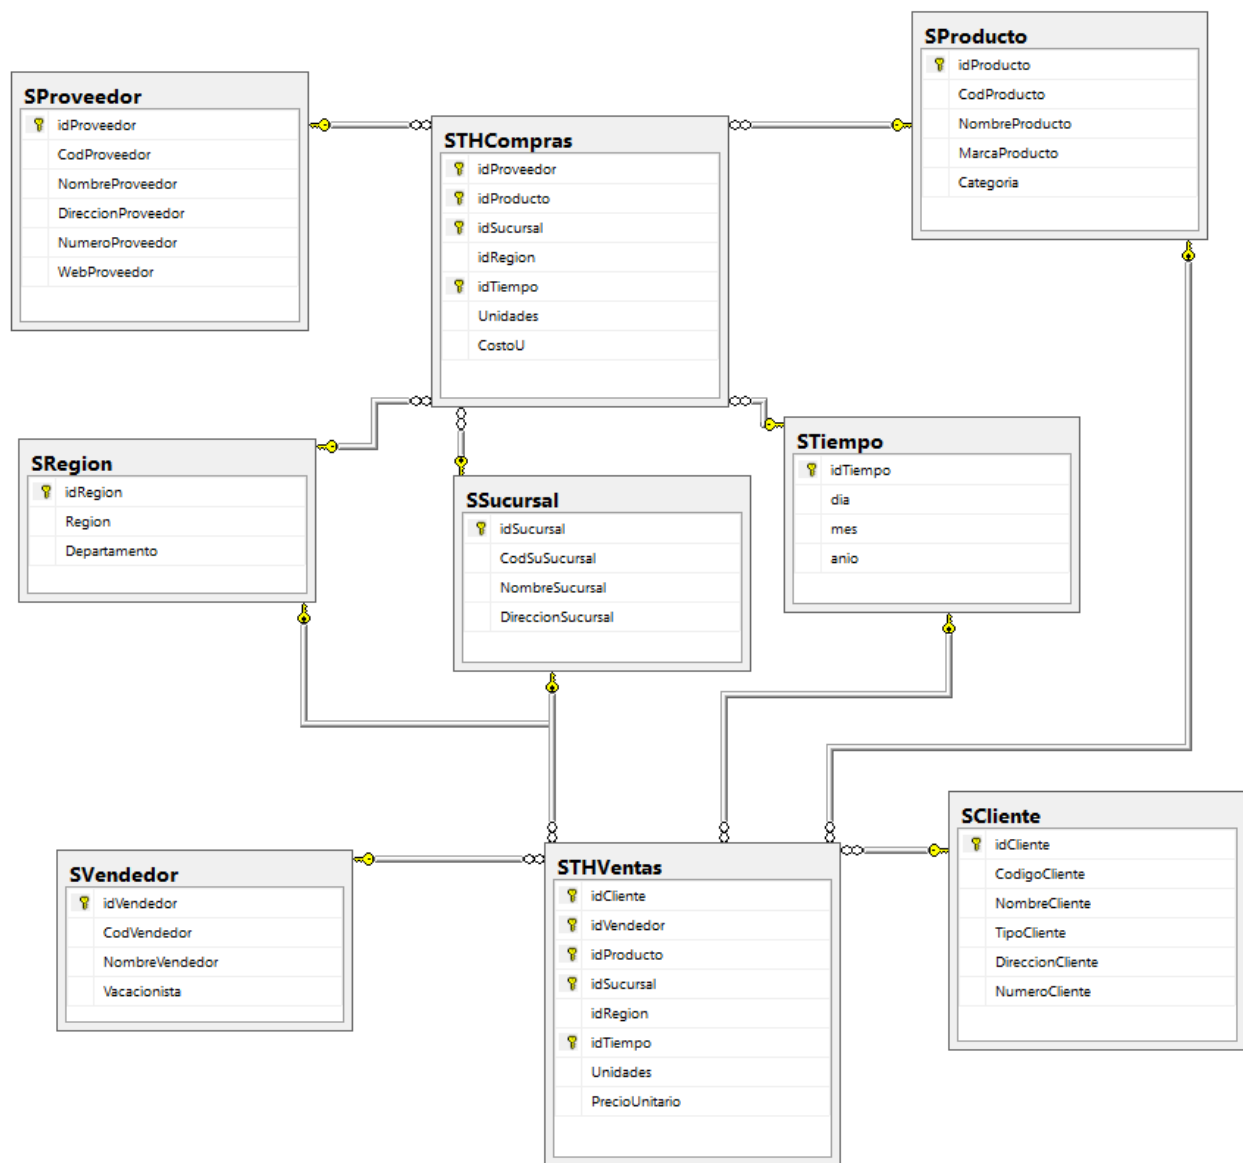 SProducto
idProducto
CodProducto
NombreProducto
MarcaProducto
Categoria
SProveedor
idProveedor
CodProveedor
NombreProveedor
DireccionProveedor
NumeroProveedor
WebProveedor
STHCompras
idProveedor
idProducto
idSucursal
idRegion
idTiempo
Unidades
CostoU
SRegion
idRegion
Region
Departamento
SSucursal
idSucursal
CodSuSucursal
NombreSucursal
DireccionSucursal
STiempo
idTiempo
dia
mes
anio
SVendedor
idVendedor
CodVendedor
NombreVendedor
Vacacionista
STHVentas
idCliente
idVendedor
idProducto
idSucursal
idRegion
idTiempo
Unidades
PrecioUnitario
SCliente
idCliente
CodigoCliente
NombreCliente
TipoCliente
DireccionCliente
NumeroCliente